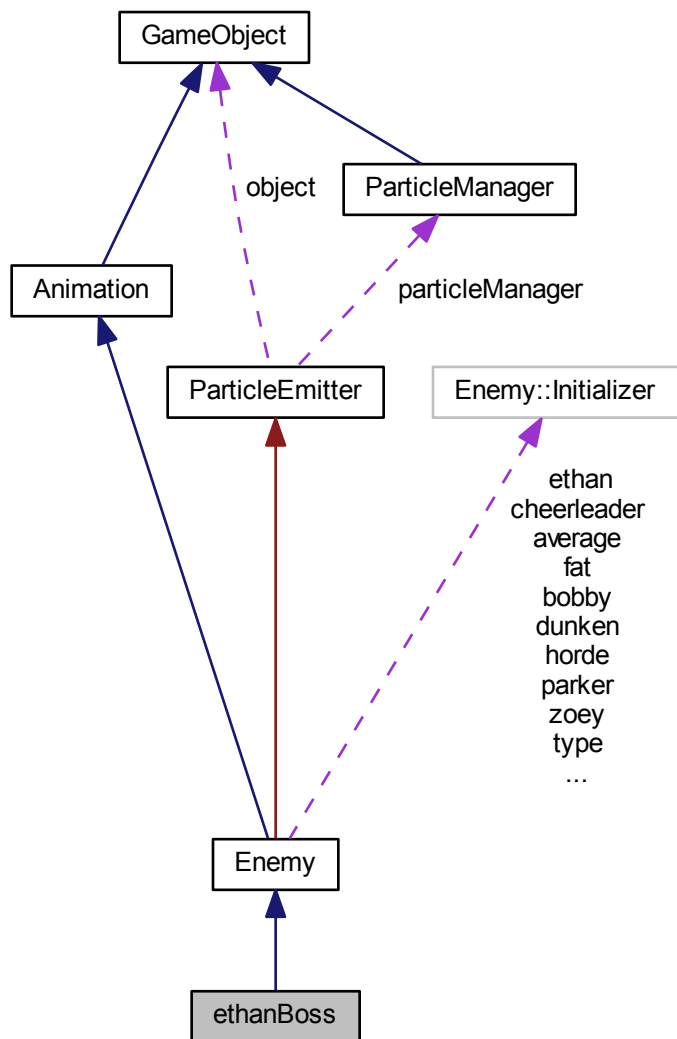 GameObject
object
ParticleManager
Animation
particleManager
ParticleEmitter
Enemy::Initializer
ethan
cheerleader
average
fat
bobby
dunken
horde
parker
zoey
type
...
Enemy
ethanBoss